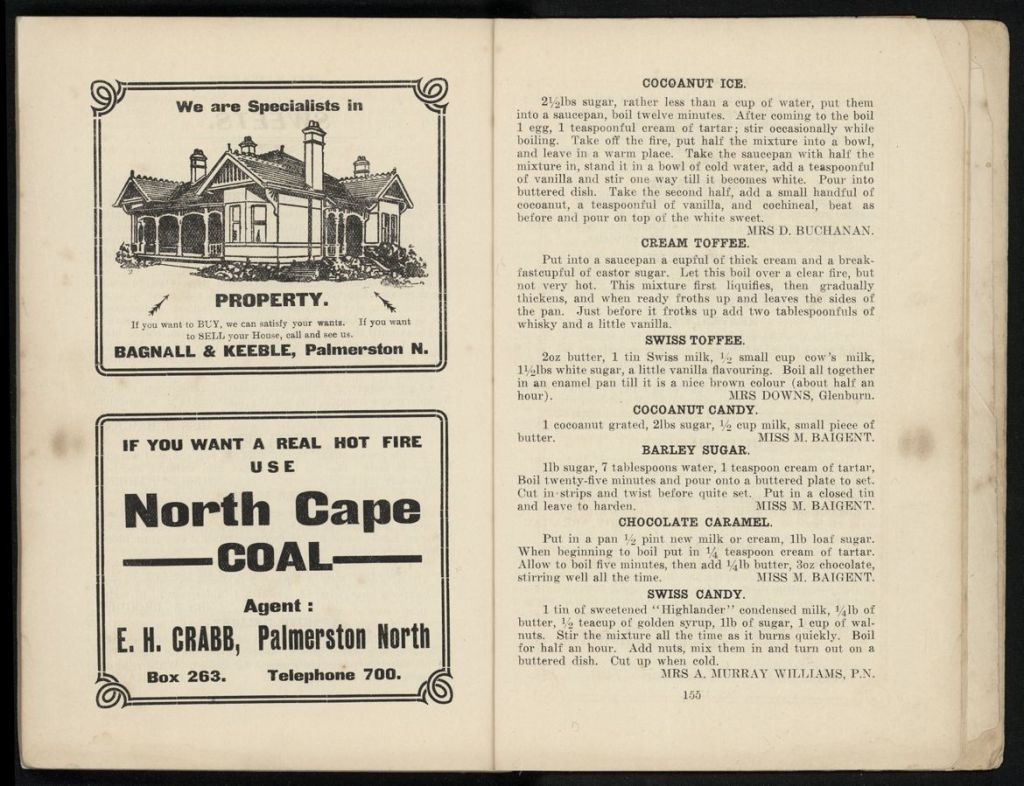 We are Specialists in
PROPERTY.
If you want to BUY, we can satisfy your wants. If you want
to SELL your House, call and see us.
BAGNALL & KEEBLE, Palmerston N.
IF YOU WANT A REAL HOT FIRE
USE
North Cape
COAL
Agent :
E. H. CRABB, Palmerston North
Box 263. Telephone 700.
COCOANUT ICE.
2½lbs sugar, rather less than a cup of water, put them
into a saucepan, boil twelve minutes. After coming to the boil
1 egg, 1 teaspoonful cream of tartar; stir occasionally while
boiling. Take off the fire, put half the mixture into a bowl,
and leave in a warm place. Take the saucepan with half the
mixture in, stand it in a bowl of cold water, add a teaspoonful
of vanilla and stir one way till it becomes white. Pour into
buttered dish. Take the second half, add a small handful of
cocoanut, a teaspoonful of vanilla, and cochineal, beat as
before and pour on top of the white sweet.
MRS D. BUCHANAN.
CREAM TOFFEE.
Put into a saucepan a cupful of thick cream and a break-
fastcupful of castor sugar. Let this boil over a clear fire, but
not very hot. This mixture first liquifies, then gradually
thickens, and when ready froths up and leaves the sides of
the pan. Just before it froths up add two tablespoonfuls of
whisky and a little vanilla.
SWISS TOFFEE.
2oz butter, 1 tin Swiss milk, ½ small cup cow's milk,
1½lbs white sugar, a little vanilla flavouring. Boil all together
in an enamel pan till it is a nice brown colour (about half an
hour). MRS DOWNS, Glenburn.
COCOANUT CANDY.
1 cocoanut grated, 2lbs sugar, ½ cup milk, small piece of
butter. MISS M. BAIGENT.
BARLEY SUGAR.
1lb sugar, 7 tablespoons water, 1 teaspoon cream of tartar,
Boil twenty-five minutes and pour onto a buttered plate to set.
Cut in strips and twist before quite set. Put in a closed tin
and leave to harden. MISS M. BAIGENT.
CHOCOLATE CARAMEL.
Put in a pan ½ pint new milk or cream, 1lb loaf sugar.
When beginning to boil put in ¼ teaspoon cream of tartar.
Allow to boil five minutes, then add ¼lb butter, 3oz chocolate,
stirring well all the time. MISS M. BAIGENT.
SWISS CANDY.
1 tin of sweetened "Highlander" condensed milk, ¼lb of
butter, ½ teacup of golden syrup, 1lb of sugar, 1 cup of wal-
nuts. Stir the mixture all the time as it burns quickly. Boil
for half an hour. Add nuts, mix them in and turn out on a
buttered dish. Cut up when cold.
MRS A. MURRAY WILLIAMS, P.N.
155